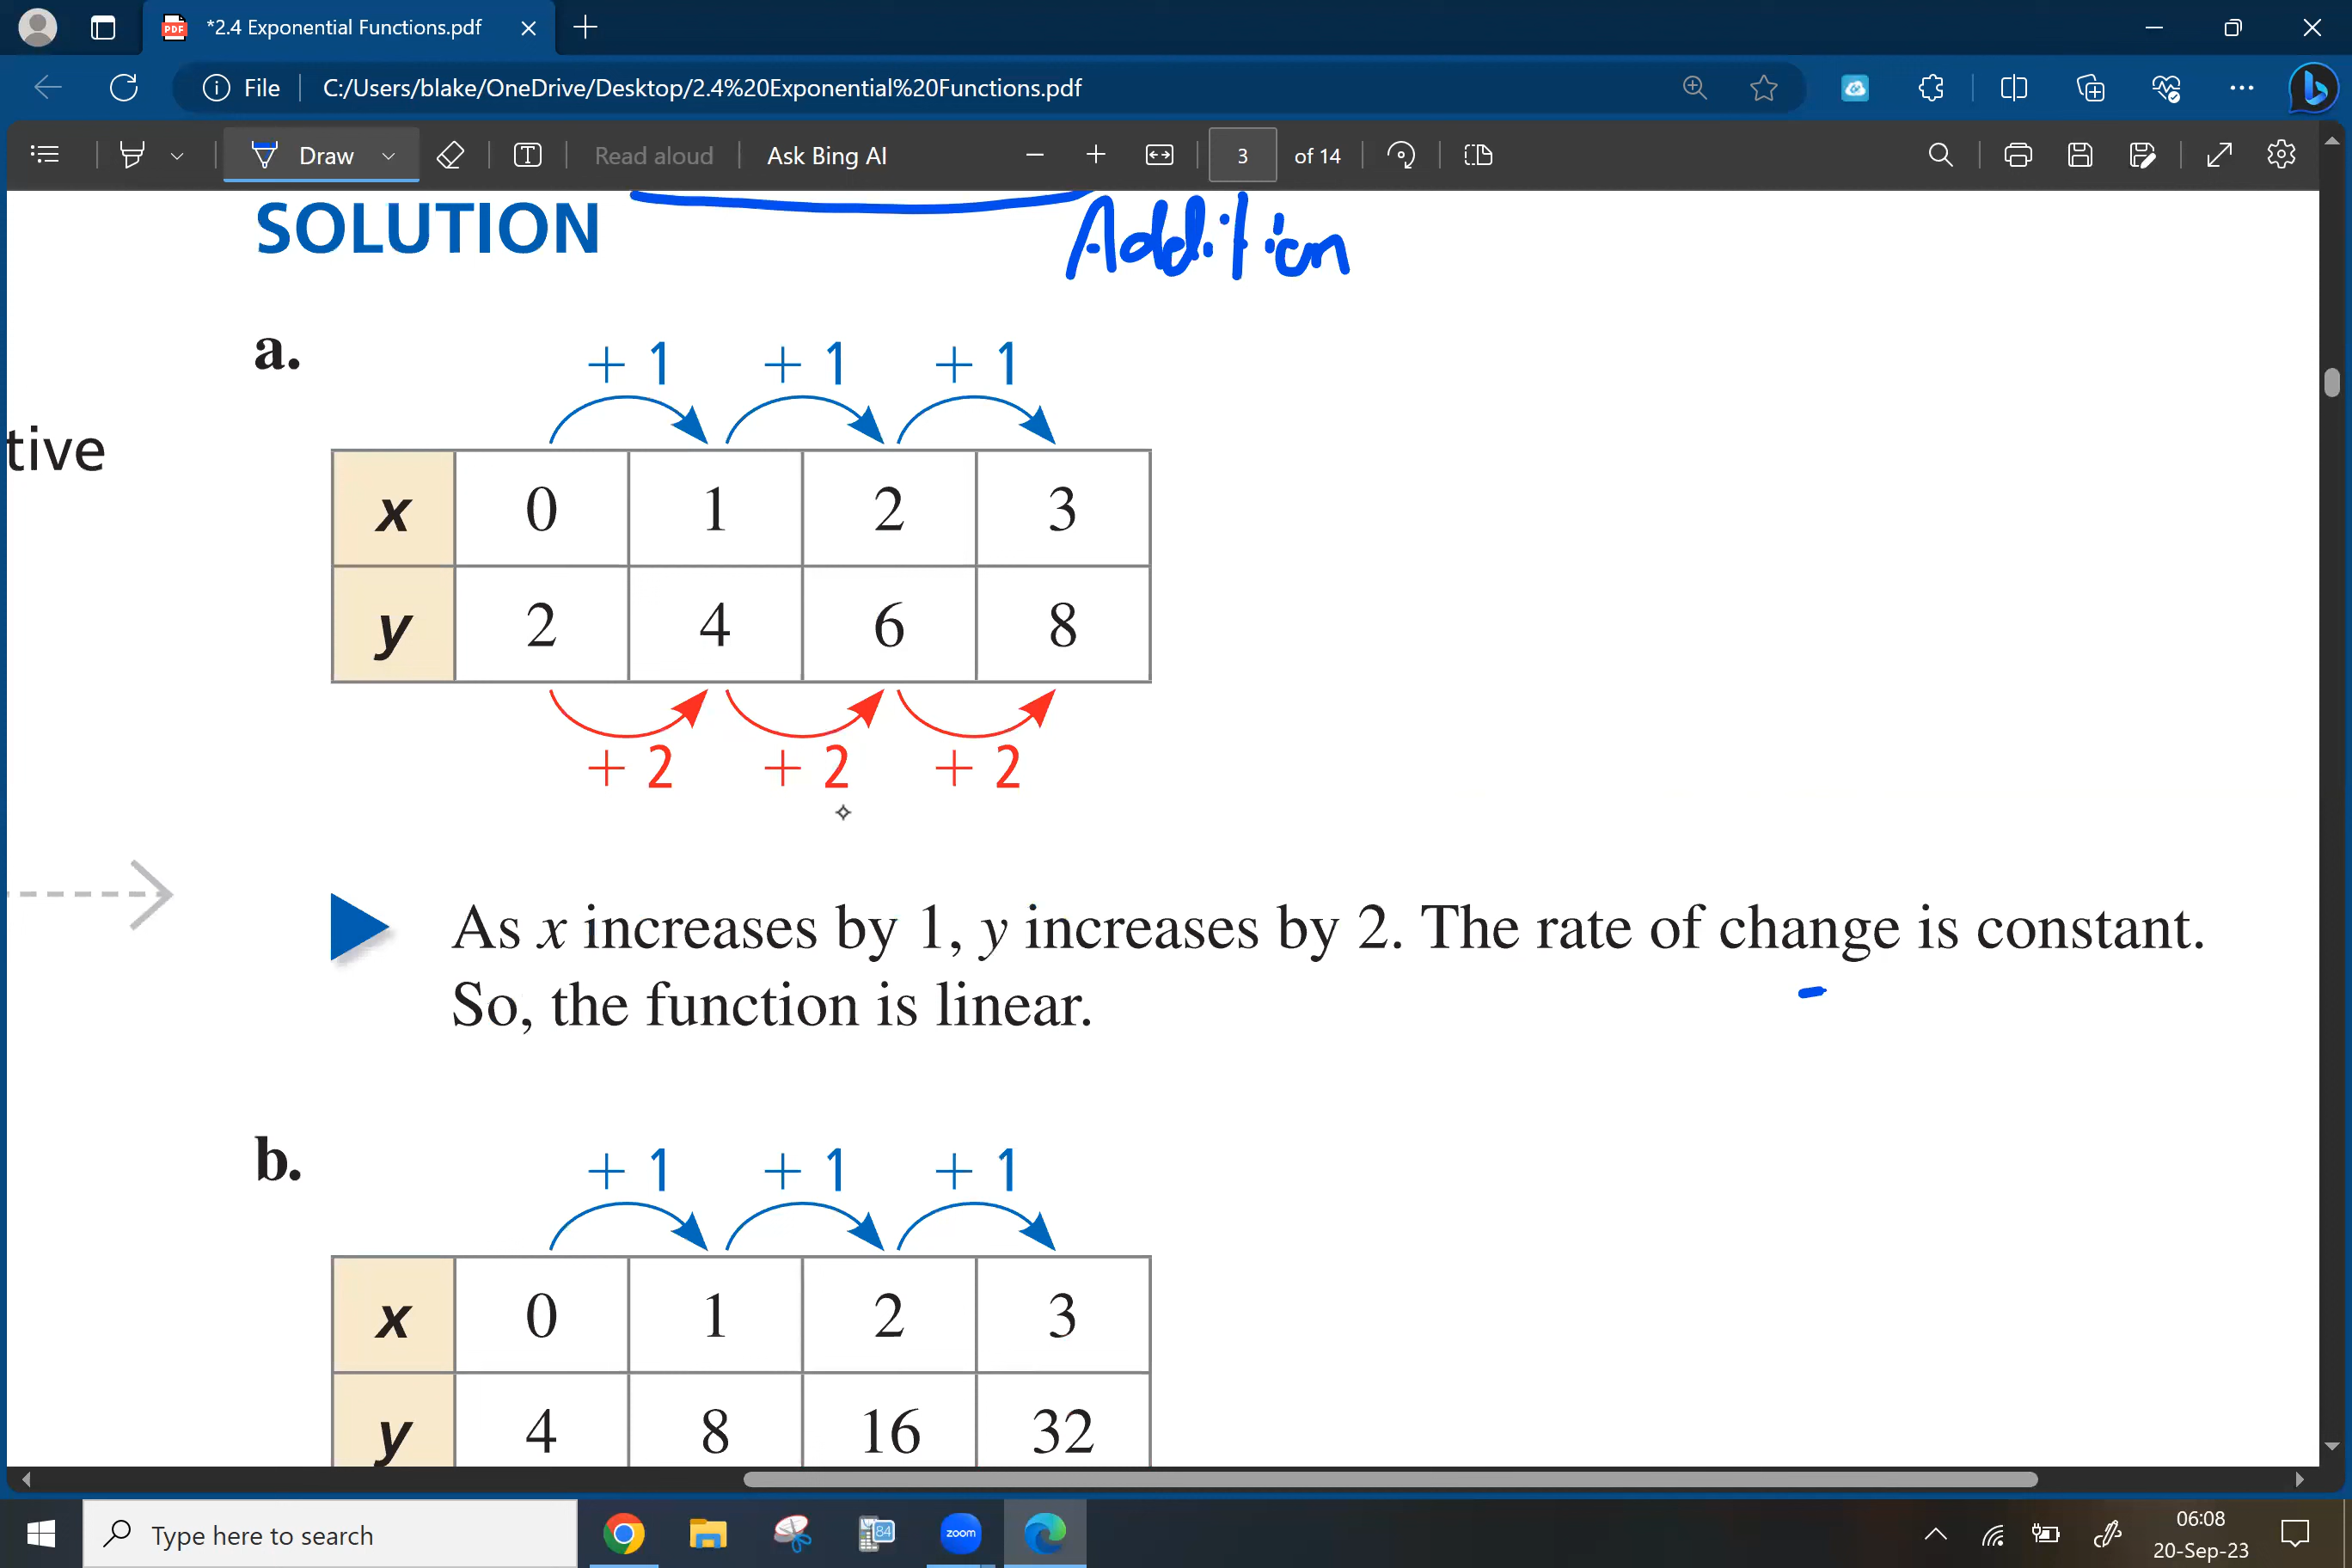 *2.4 Exponential Functions.pdf
File C:/Users/blake/OneDrive/Desktop/2.4%20Exponential%20Functions.pdf
Draw Read aloud Ask Bing AI 3 of 14
SOLUTION
Addition
a.
+ 1 + 1 + 1
tive
x 0 1 2 3
y 2 4 6 8
+ 2 + 2 + 2
As x increases by 1, y increases by 2. The rate of change is constant.
So, the function is linear.
b.
+ 1 + 1 + 1
x 0 1 2 3
y 4 8 16 32
Type here to search
84
zoom
06:08
20-Sep-23